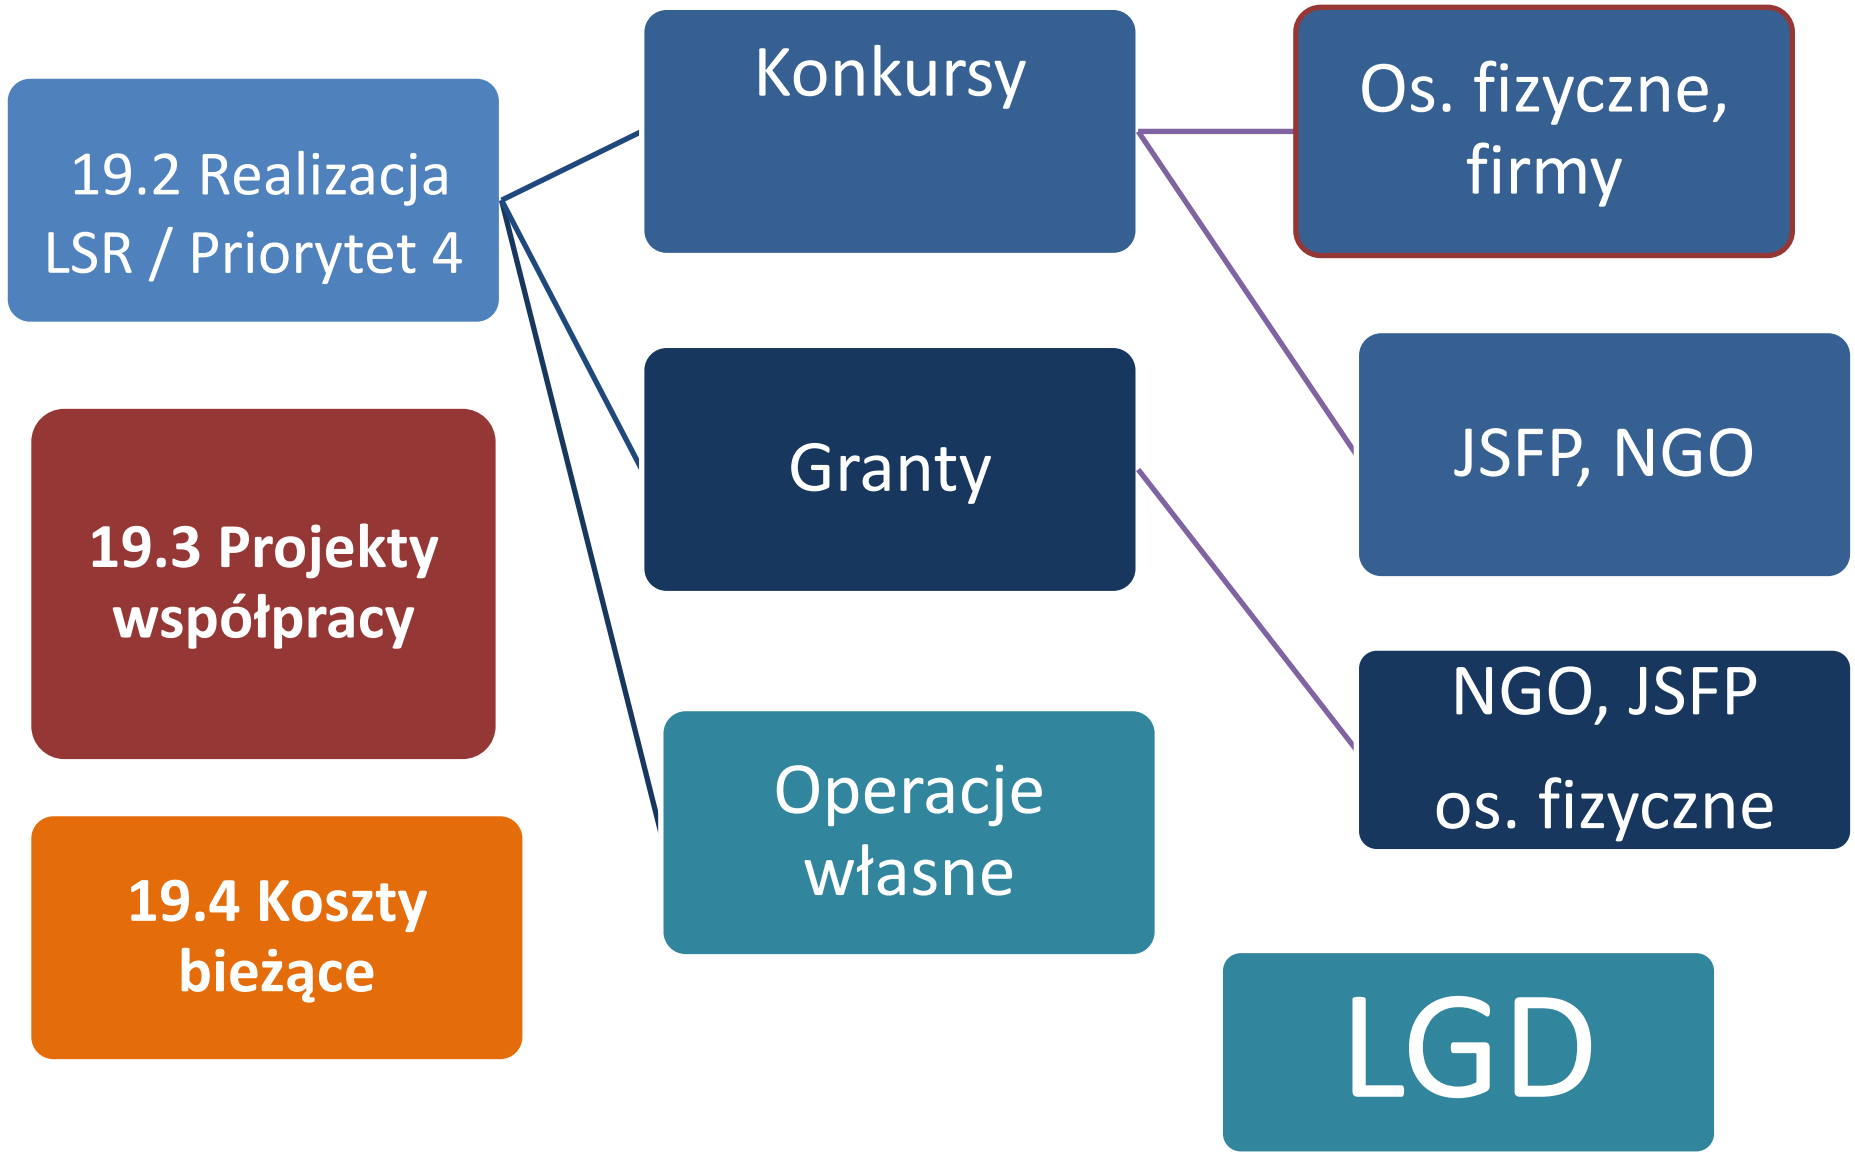 19.2 Realizacja
LSR / Priorytet 4
19.3 Projekty
współpracy
19.4 Koszty
bieżące
Konkursy
Granty
Operacje
własne
Os. fizyczne,
firmy
JSFP, NGO
NGO, JSFP
os. fizyczne
LGD